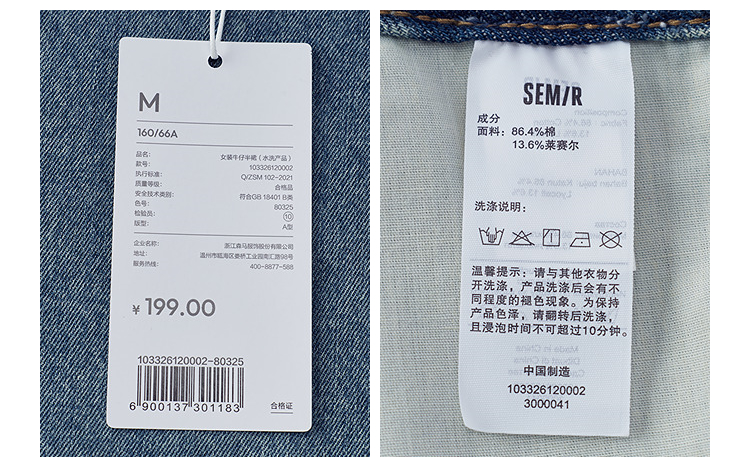 M
160/66A
品名: 女装牛仔半裙（水洗产品）
款号: 103326120002
执行标准: Q/ZSM 102-2021
质量等级: 合格品
安全技术类别: 符合GB 18401 B类
色号: 80325
检验员: 10
版型: A型
企业名称: 浙江森马服饰股份有限公司
地址: 温州市瓯海区娄桥工业园南汇路98号
服务热线: 400-8877-588
¥ 199.00
103326120002-80325
6 900137 301183
合格证
SEMIR
成分
面料: 86.4%棉
13.6%莱赛尔
洗涤说明:
温馨提示: 请与其他衣物分
开洗涤，产品洗涤后会有不
同程度的褪色现象。为保持
产品色泽，请翻转后洗涤，
且浸泡时间不可超过10分钟。
中国制造
103326120002
3000041